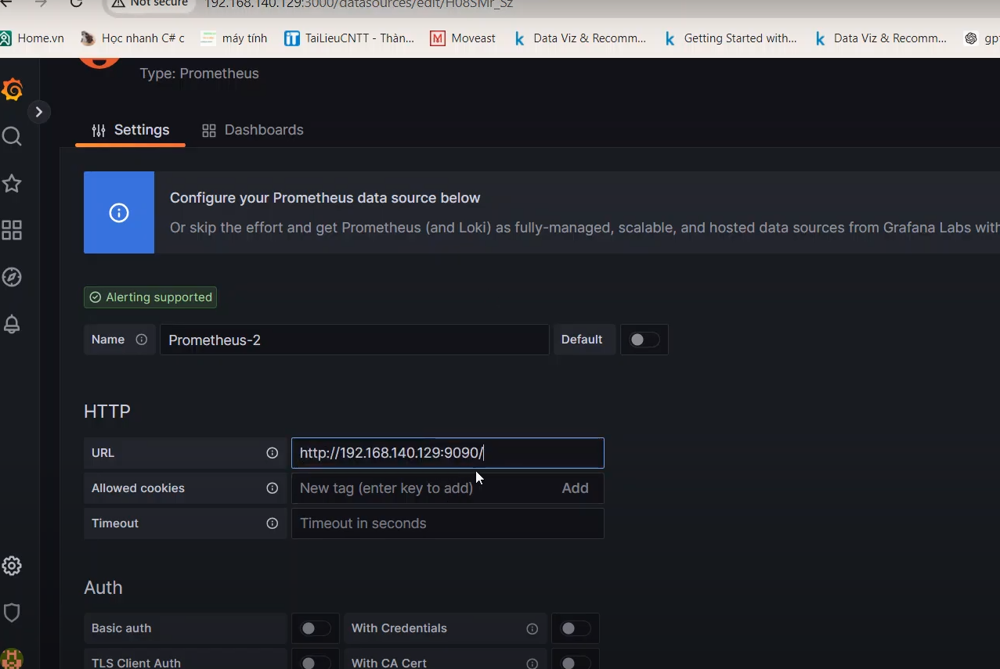 Not secure 192.168.140.129:3000/datasources/edit/H08SMr_Sz
Home.vn Học nhanh C# c máy tính TaiLieuCNTT - Thàn... Moveast Data Viz & Recomm... Getting Started with... Data Viz & Recomm... gpt
Type: Prometheus
Settings Dashboards
Configure your Prometheus data source below
Or skip the effort and get Prometheus (and Loki) as fully-managed, scalable, and hosted data sources from Grafana Labs with
Alerting supported
Name Prometheus-2 Default
HTTP
URL http://192.168.140.129:9090/
Allowed cookies New tag (enter key to add) Add
Timeout Timeout in seconds
Auth
Basic auth With Credentials
TLS Client Auth With CA Cert